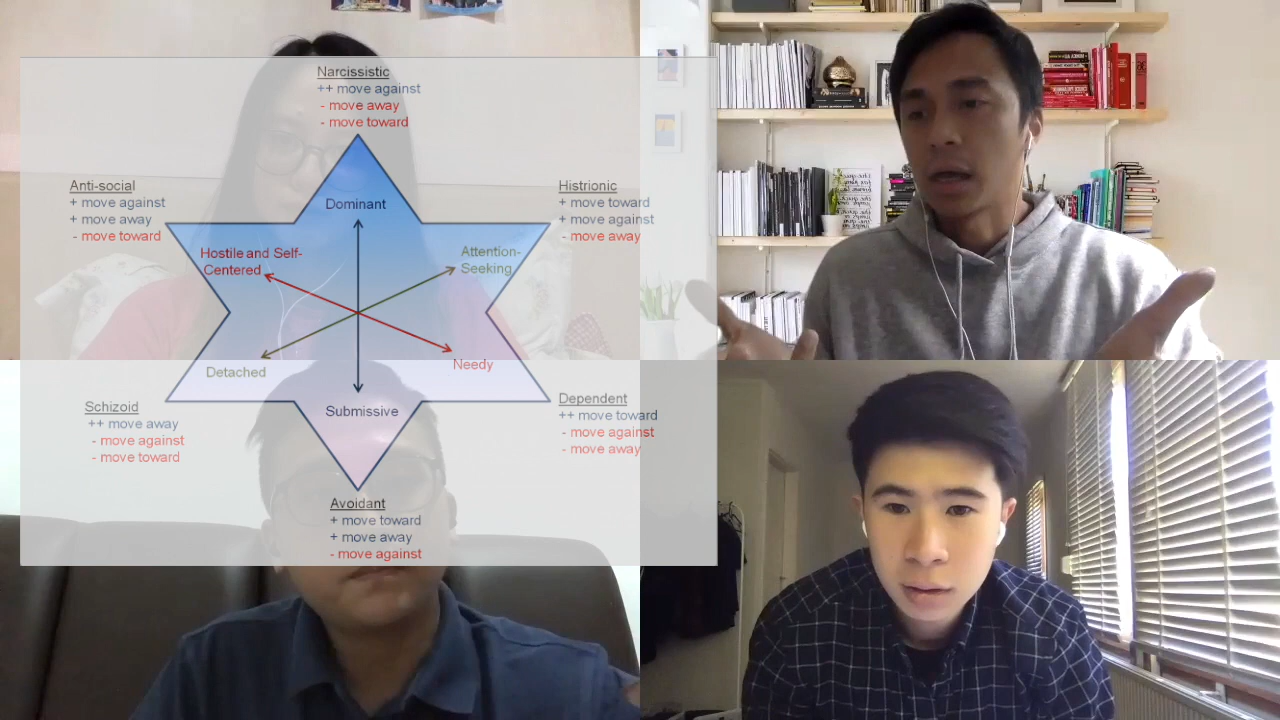 Narcissistic
++ move against
- move away
- move toward
Anti-social
+ move against
+ move away
- move toward
Histrionic
+ move toward
+ move against
- move away
Dominant
Hostile and Self-
Centered
Attention-
Seeking
Detached
Needy
Submissive
Schizoid
++ move away
- move against
- move toward
Dependent
++ move toward
- move against
- move away
Avoidant
+ move toward
+ move away
- move against